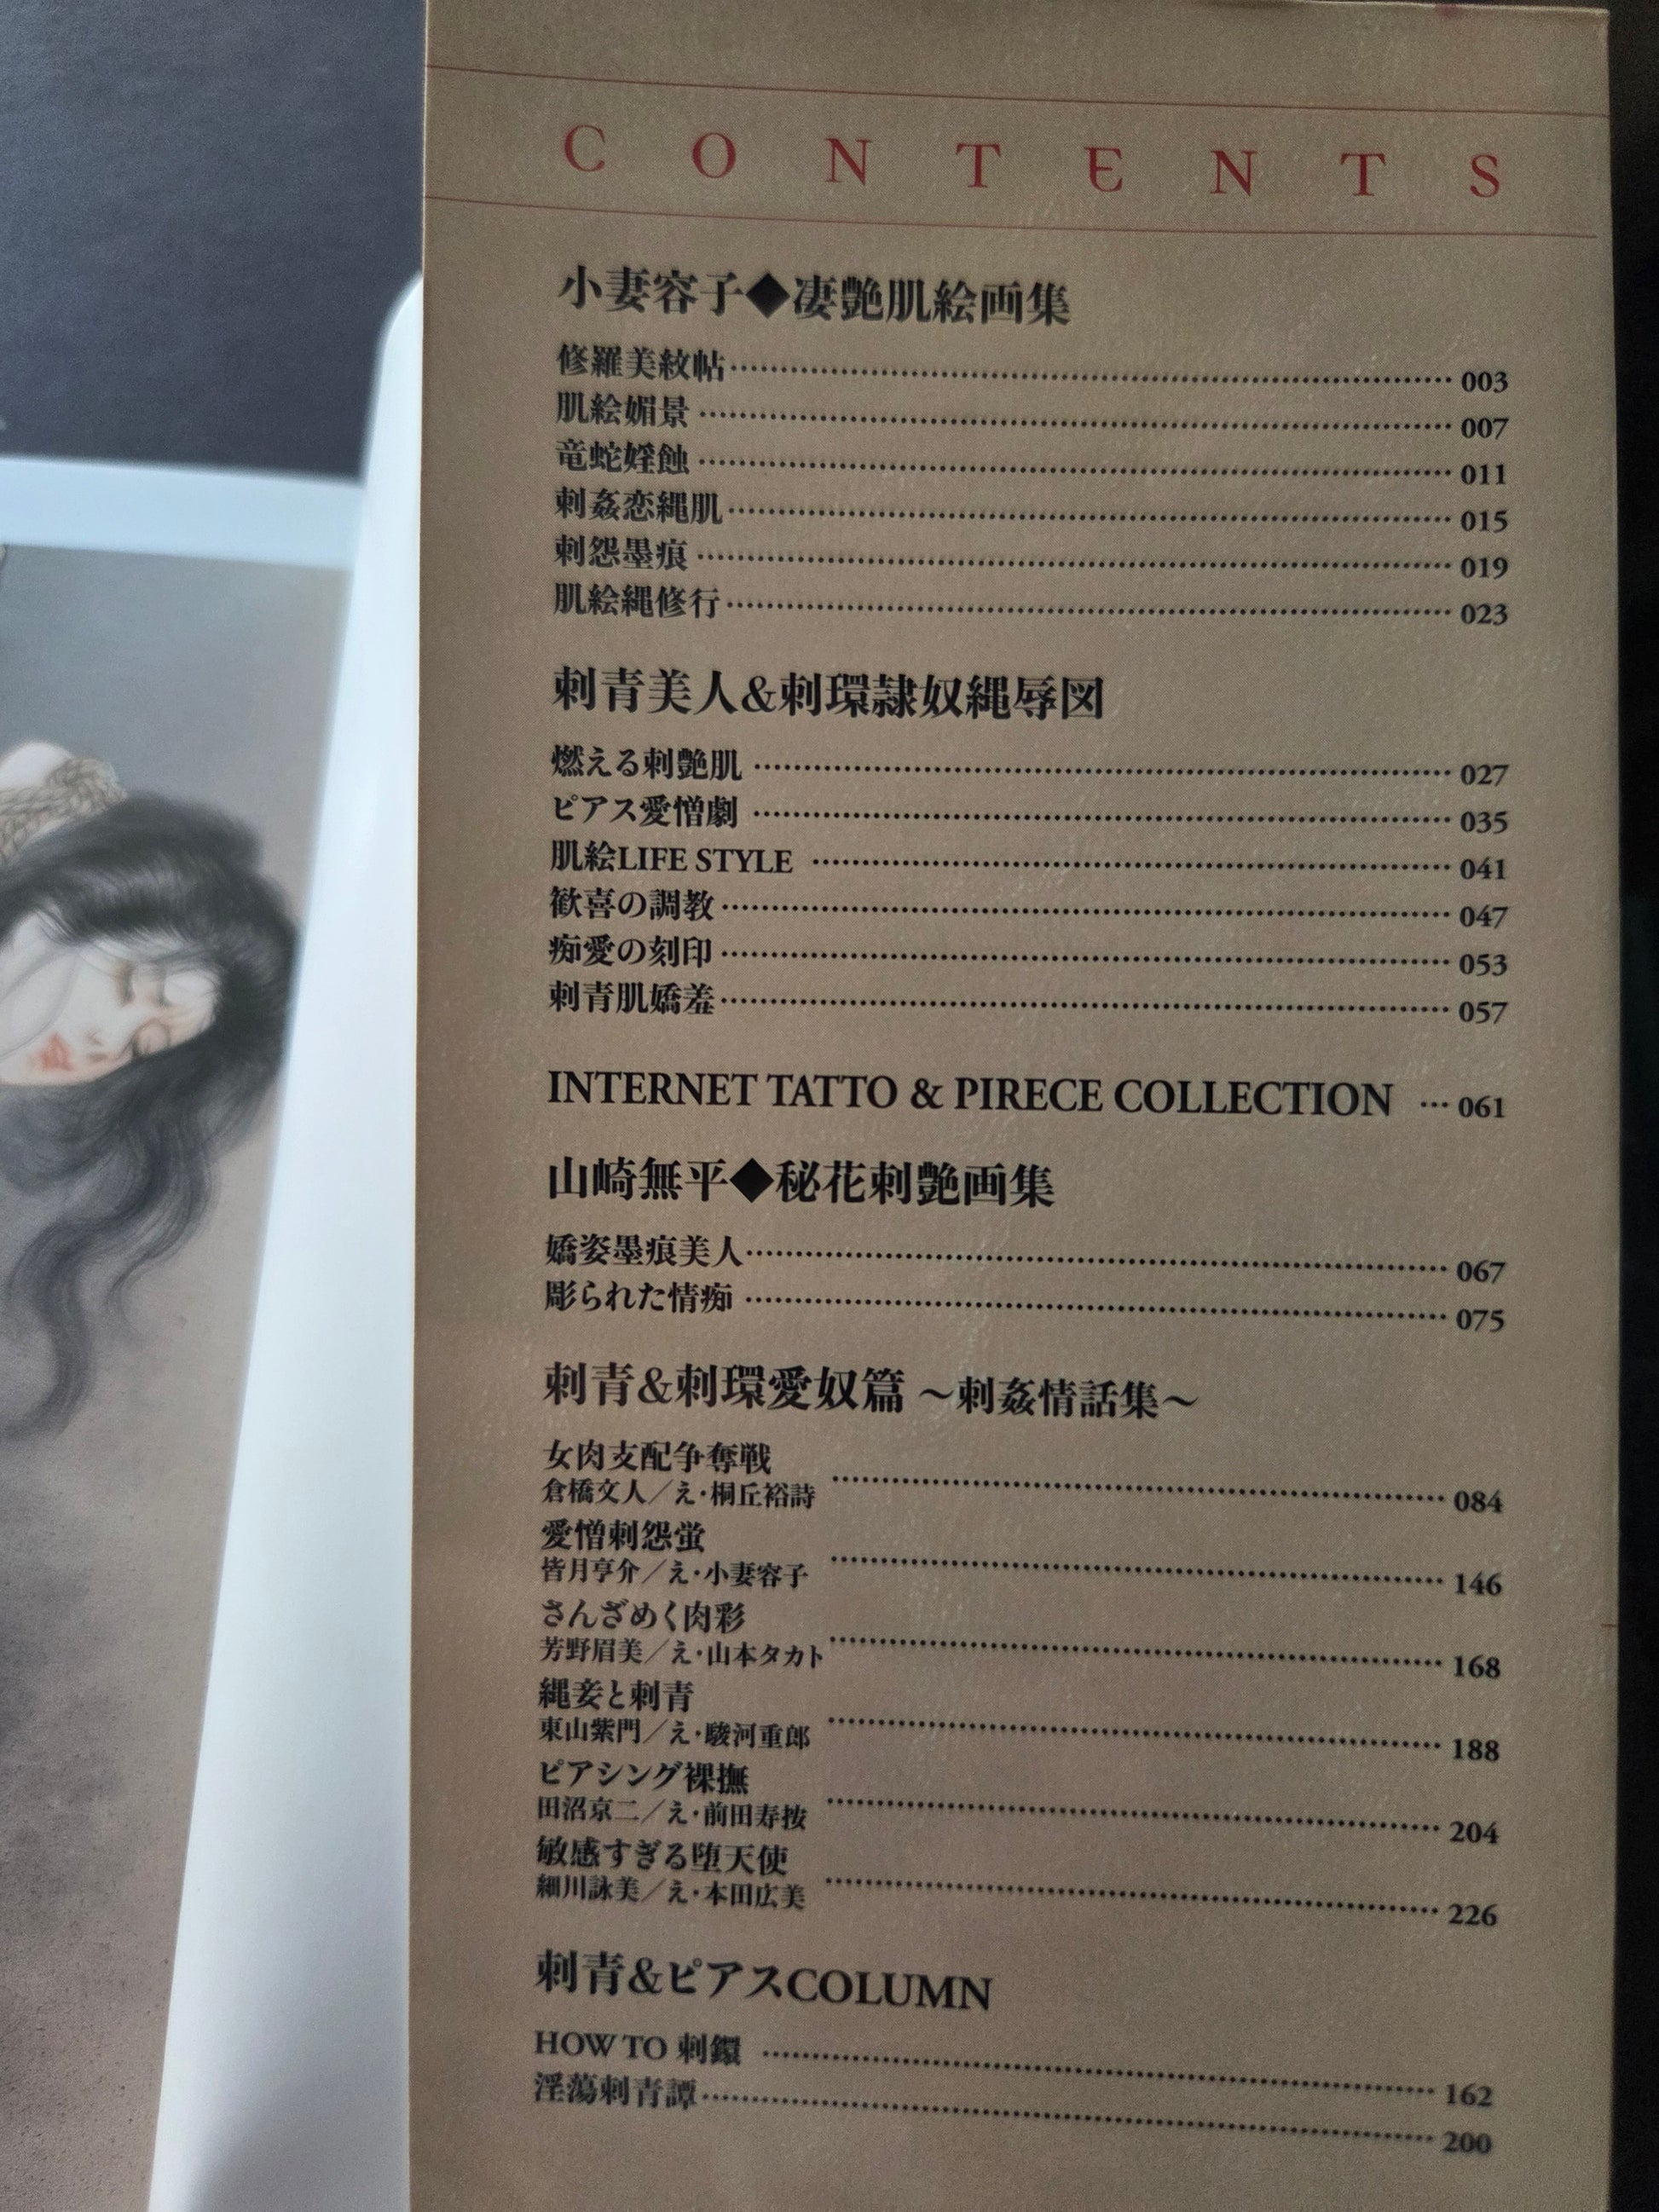 CONTENTS
小妻容子◆凄艶肌絵画集
修羅美紋帖 003
肌絵媚景 007
竜蛇婬蝕 011
刺姦恋縄肌 015
刺怨墨痕 019
肌絵縄修行 023
刺青美人&刺環隷奴縄辱図
燃える刺艶肌 027
ピアス愛憎劇 035
肌絵LIFE STYLE 041
歓喜の調教 047
痴愛の刻印 053
刺青肌嬌羞 057
INTERNET TATTO & PIRECE COLLECTION 061
山崎無平◆秘花刺艶画集
嬌姿墨痕美人 067
彫られた情痴 075
刺青&刺環愛奴篇 ～刺姦情話集～
女肉支配争奪戦
倉橋文人／え・桐丘裕詩 084
愛憎刺怨蛍
皆月亨介／え・小妻容子 146
さんざめく肉彩
芳野眉美／え・山本タカト 168
縄妾と刺青
東山紫門／え・駿河重郎 188
ピアシング裸撫
田沼京二／え・前田寿按 204
敏感すぎる堕天使
細川詠美／え・本田広美 226
刺青&ピアスCOLUMN
HOW TO 刺鐶 162
淫蕩刺青譚 200